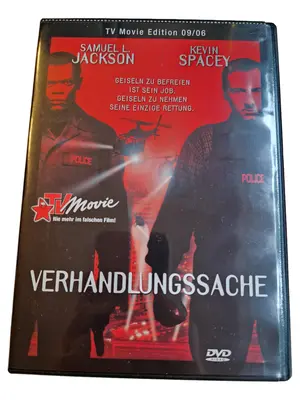 TV Movie Edition 09/06
SAMUEL L. JACKSON
KEVIN SPACEY
GEISELN ZU BEFREIEN
IST SEIN JOB.
GEISELN ZU NEHMEN
SEINE EINZIGE RETTUNG.
POLICE
POLICE
TV Movie
Nie mehr im falschen Film!
VERHANDLUNGSSACHE
DVD
VIDEO